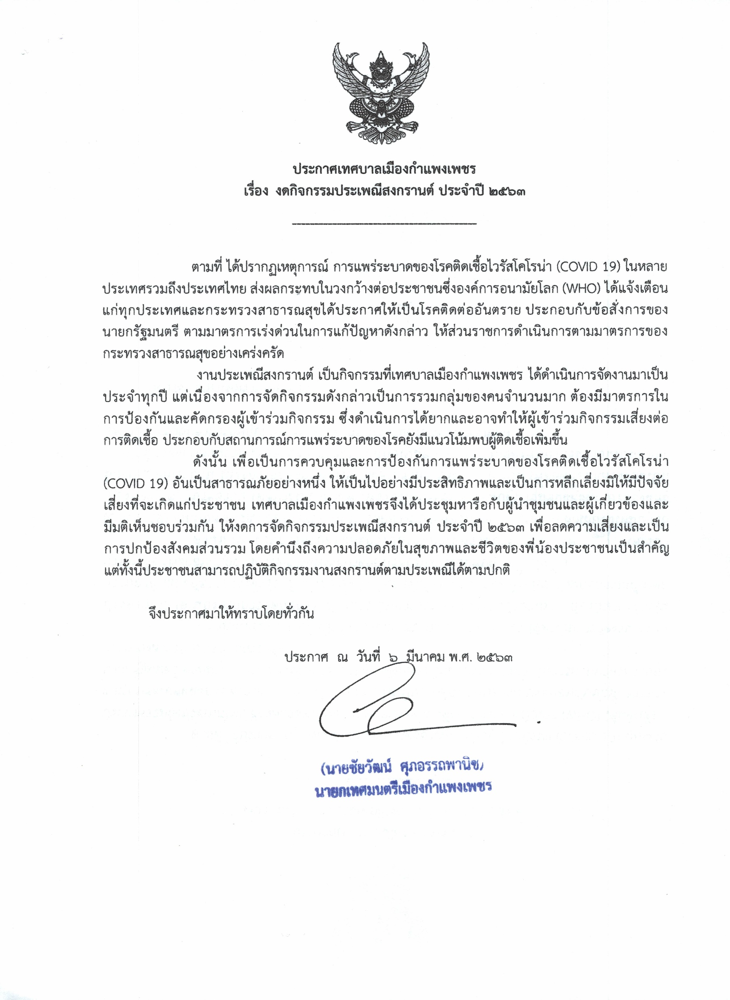 ประกาศเทศบาลเมืองกำแพงเพชร
เรื่อง งดกิจกรรมประเพณีสงกรานต์ ประจำปี ๒๕๖๓
ตามที่ ได้ปรากฏเหตุการณ์ การแพร่ระบาดของโรคติดเชื้อไวรัสโคโรน่า (COVID 19) ในหลาย
ประเทศรวมถึงประเทศไทย ส่งผลกระทบในวงกว้างต่อประชาชนซึ่งองค์การอนามัยโลก (WHO) ได้แจ้งเตือน
แก่ทุกประเทศและกระทรวงสาธารณสุขได้ประกาศให้เป็นโรคติดต่ออันตราย ประกอบกับข้อสั่งการของ
นายกรัฐมนตรี ตามมาตรการเร่งด่วนในการแก้ปัญหาดังกล่าว ให้ส่วนราชการดำเนินการตามมาตรการของ
กระทรวงสาธารณสุขอย่างเคร่งครัด
งานประเพณีสงกรานต์ เป็นกิจกรรมที่เทศบาลเมืองกำแพงเพชร ได้ดำเนินการจัดงานมาเป็น
ประจำทุกปี แต่เนื่องจากการจัดกิจกรรมดังกล่าวเป็นการรวมกลุ่มของคนจำนวนมาก ต้องมีมาตรการใน
การป้องกันและคัดกรองผู้เข้าร่วมกิจกรรม ซึ่งดำเนินการได้ยากและอาจทำให้ผู้เข้าร่วมกิจกรรมเสี่ยงต่อ
การติดเชื้อ ประกอบกับสถานการณ์การแพร่ระบาดของโรคยังมีแนวโน้มพบผู้ติดเชื้อเพิ่มขึ้น
ดังนั้น เพื่อเป็นการควบคุมและการป้องกันการแพร่ระบาดของโรคติดเชื้อไวรัสโคโรน่า
(COVID 19) อันเป็นสาธารณภัยอย่างหนึ่ง ให้เป็นไปอย่างมีประสิทธิภาพและเป็นการหลีกเลี่ยงมิให้มีปัจจัย
เสี่ยงที่จะเกิดแก่ประชาชน เทศบาลเมืองกำแพงเพชรจึงได้ประชุมหารือกับผู้นำชุมชนและผู้เกี่ยวข้องและ
มีมติเห็นชอบร่วมกัน ให้งดการจัดกิจกรรมประเพณีสงกรานต์ ประจำปี ๒๕๖๓ เพื่อลดความเสี่ยงและเป็น
การปกป้องสังคมส่วนรวม โดยคำนึงถึงความปลอดภัยในสุขภาพและชีวิตของพี่น้องประชาชนเป็นสำคัญ
แต่ทั้งนี้ประชาชนสามารถปฏิบัติกิจกรรมงานสงกรานต์ตามประเพณีได้ตามปกติ
จึงประกาศมาให้ทราบโดยทั่วกัน
ประกาศ ณ วันที่ ๖ มีนาคม พ.ศ. ๒๕๖๓
(นายชัยวัฒน์ ศุภอรรถพานิช)
นายกเทศมนตรีเมืองกำแพงเพชร